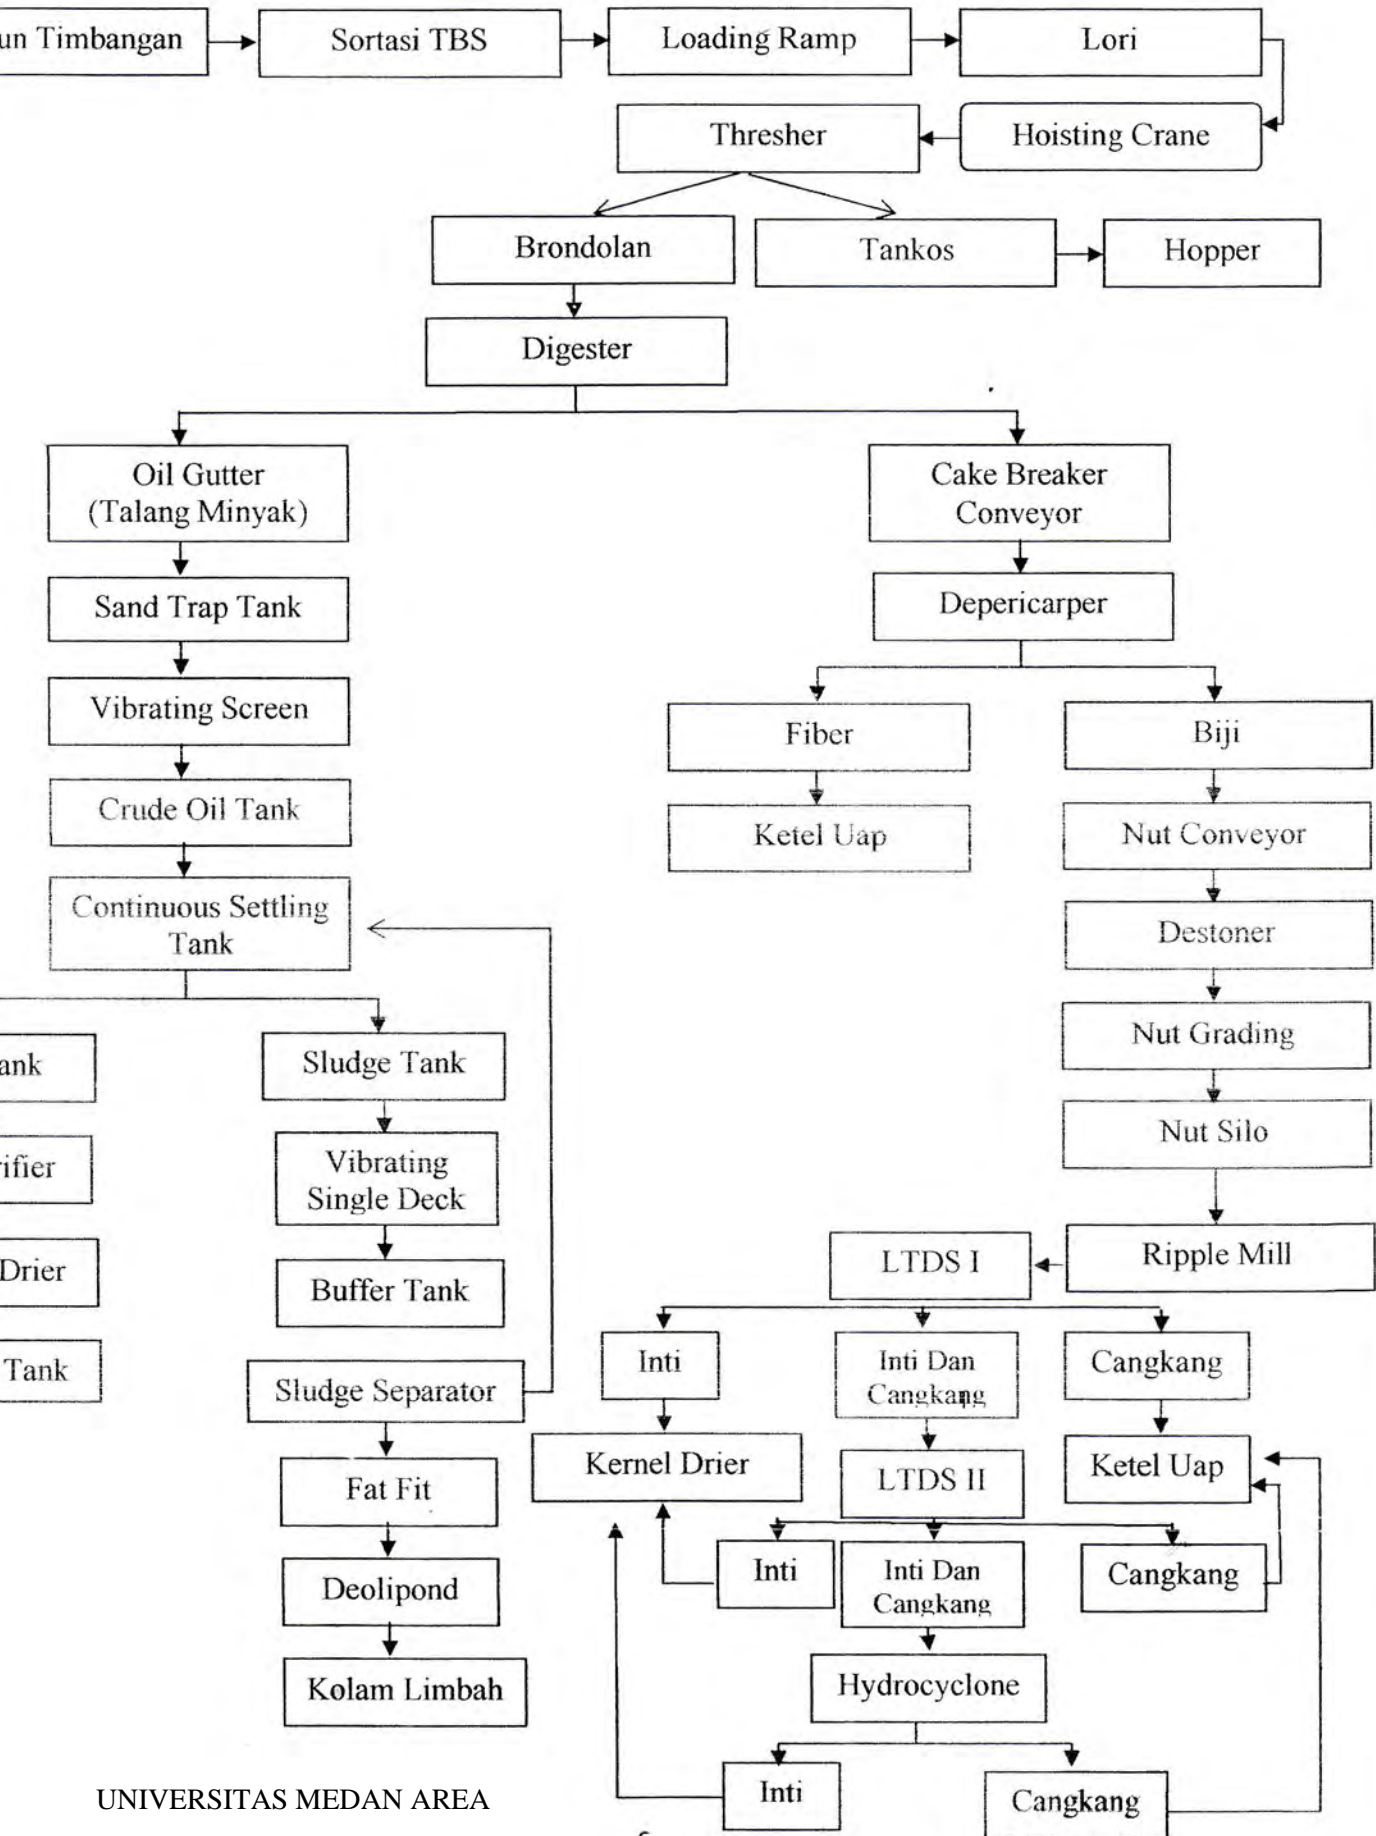 un Timbangan
Sortasi TBS
Loading Ramp
Lori
Thresher
Hoisting Crane
Brondolan
Tankos
Hopper
Digester
Oil Gutter
(Talang Minyak)
Cake Breaker
Conveyor
Sand Trap Tank
Depericarper
Vibrating Screen
Fiber
Biji
Crude Oil Tank
Ketel Uap
Nut Conveyor
Continuous Settling
Tank
Destoner
ank
Sludge Tank
Nut Grading
rifier
Vibrating
Single Deck
Nut Silo
Drier
Buffer Tank
LTDS I
Ripple Mill
Tank
Sludge Separator
Inti
Inti Dan
Cangkang
Cangkang
Fat Fit
Kernel Drier
LTDS II
Ketel Uap
Deolipond
Inti
Inti Dan
Cangkang
Cangkang
Kolam Limbah
Hydrocyclone
Inti
Cangkang
UNIVERSITAS MEDAN AREA